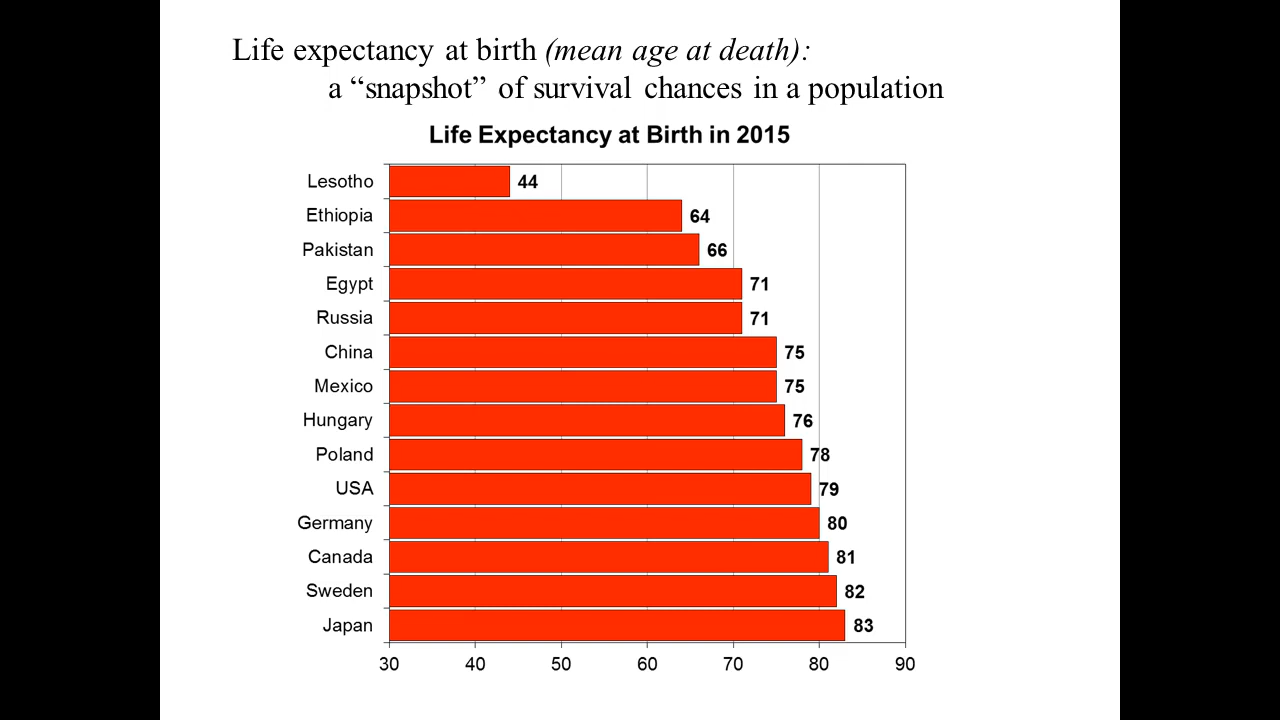 Life expectancy at birth (mean age at death):
a “snapshot” of survival chances in a population
Life Expectancy at Birth in 2015
Lesotho 44
Ethiopia 64
Pakistan 66
Egypt 71
Russia 71
China 75
Mexico 75
Hungary 76
Poland 78
USA 79
Germany 80
Canada 81
Sweden 82
Japan 83
30 40 50 60 70 80 90